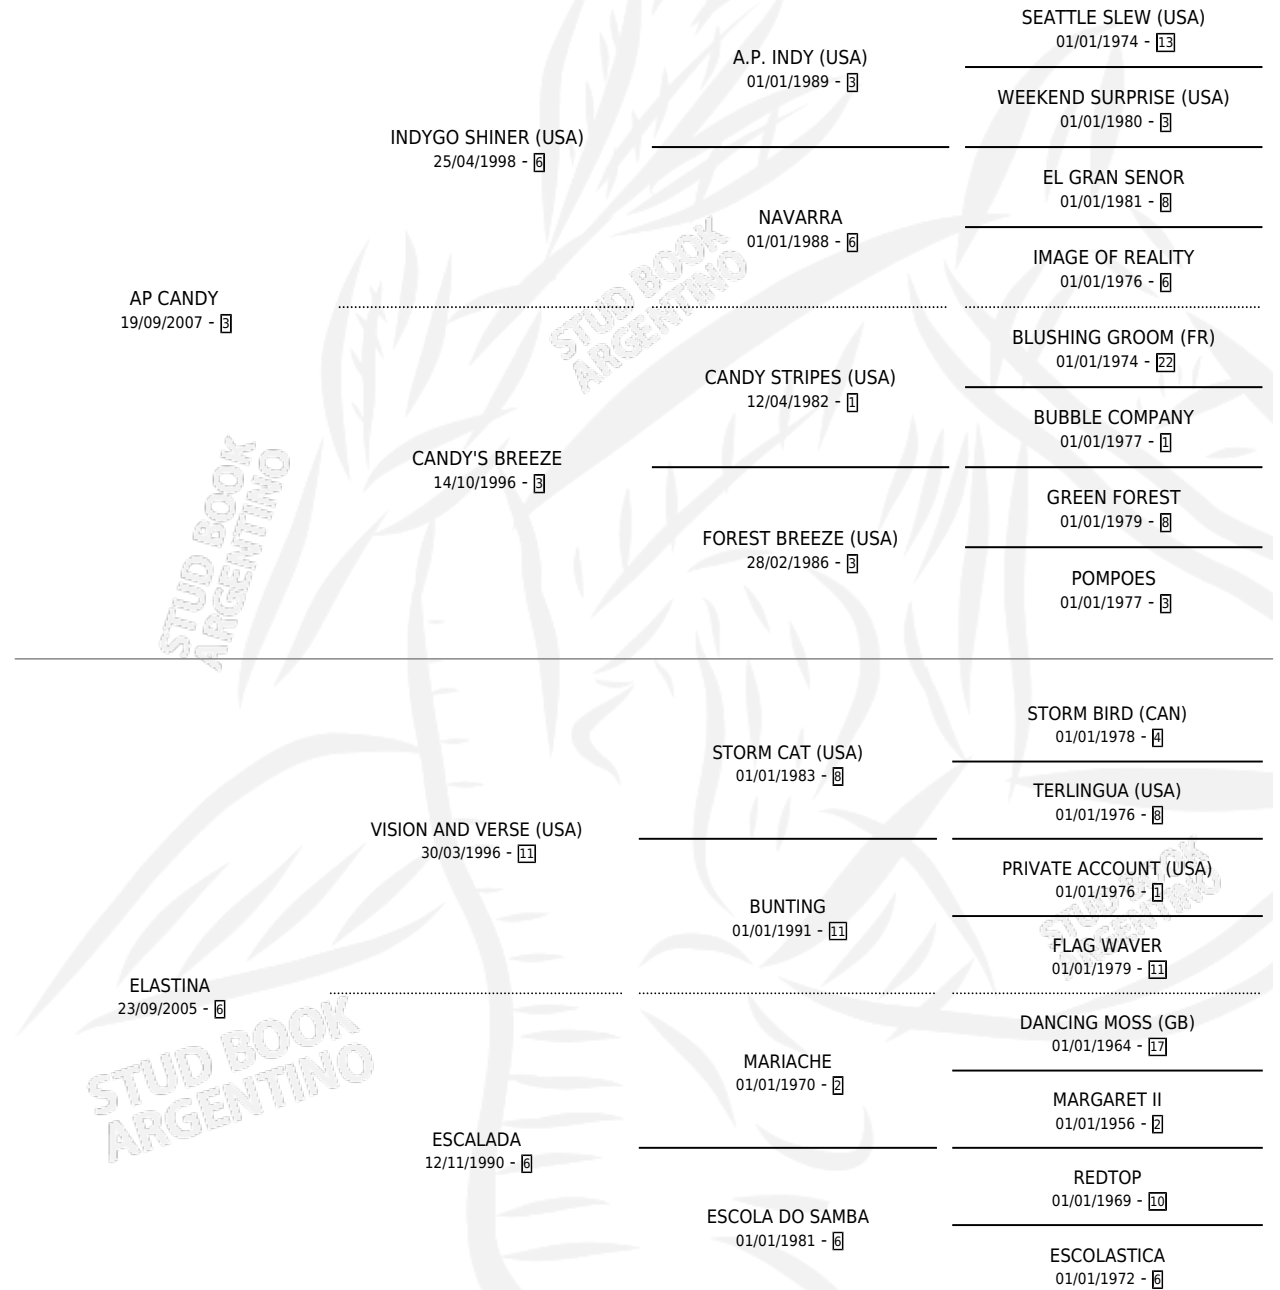 SEATTLE SLEW (USA)
01/01/1974 - 13
A.P. INDY (USA)
01/01/1989 - 3
WEEKEND SURPRISE (USA)
01/01/1980 - 3
INDYGO SHINER (USA)
25/04/1998 - 6
EL GRAN SENOR
01/01/1981 - 8
NAVARRA
01/01/1988 - 6
IMAGE OF REALITY
01/01/1976 - 6
AP CANDY
19/09/2007 - 3
BLUSHING GROOM (FR)
01/01/1974 - 22
CANDY STRIPES (USA)
12/04/1982 - 1
BUBBLE COMPANY
01/01/1977 - 1
CANDY'S BREEZE
14/10/1996 - 3
GREEN FOREST
01/01/1979 - 8
FOREST BREEZE (USA)
28/02/1986 - 3
POMPOES
01/01/1977 - 3
STUD BOOK
ARGENTINO
STUD BOOK
ARGENTINO
STORM BIRD (CAN)
01/01/1978 - 4
STORM CAT (USA)
01/01/1983 - 8
TERLINGUA (USA)
01/01/1976 - 8
VISION AND VERSE (USA)
30/03/1996 - 11
PRIVATE ACCOUNT (USA)
01/01/1976 - 1
BUNTING
01/01/1991 - 11
FLAG WAVER
01/01/1979 - 11
STUD BOOK
ARGENTINO
ELASTINA
23/09/2005 - 6
DANCING MOSS (GB)
01/01/1964 - 17
MARIACHE
01/01/1970 - 2
MARGARET II
01/01/1956 - 2
ESCALADA
12/11/1990 - 6
REDTOP
01/01/1969 - 10
ESCOLA DO SAMBA
01/01/1981 - 6
ESCOLASTICA
01/01/1972 - 6
STUD BOOK
ARGENTINO